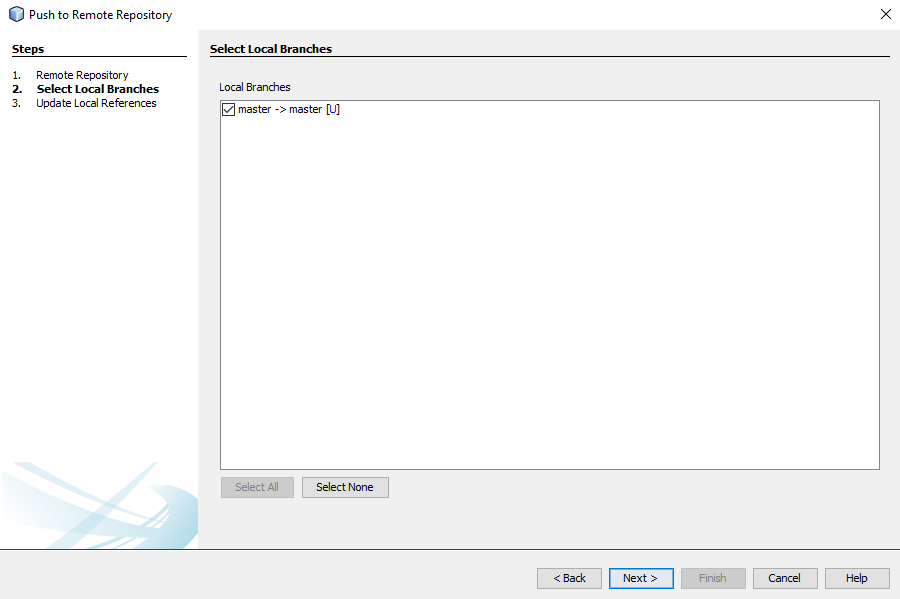 Push to Remote Repository
Steps
1. Remote Repository
2. Select Local Branches
3. Update Local References
Select Local Branches
Local Branches
master -> master [U]
Select All
Select None
< Back
Next >
Finish
Cancel
Help